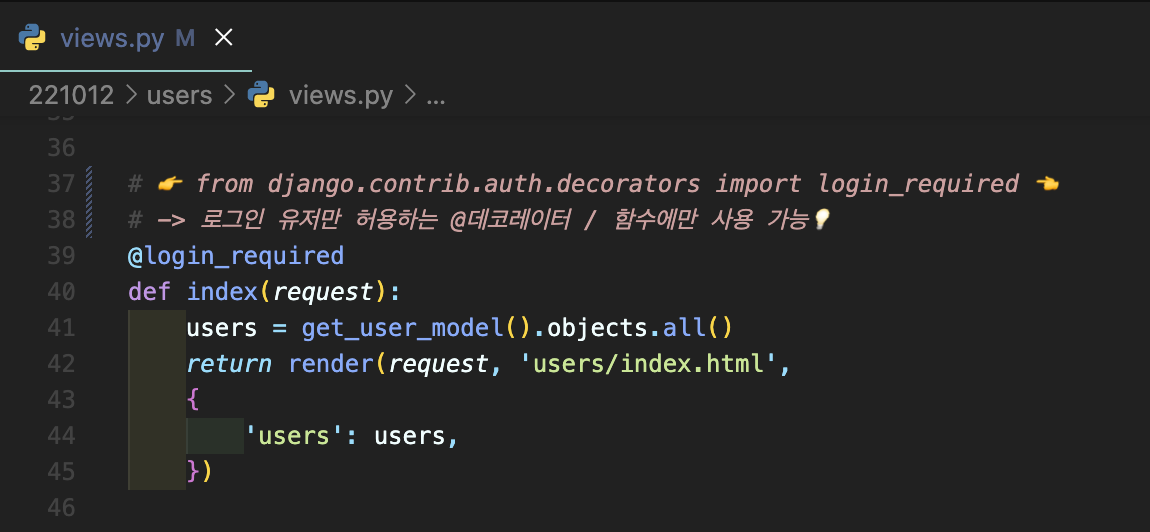 views.py M ×
221012 > users > views.py > ...
36
37 # 👉 from django.contrib.auth.decorators import login_required 👈
38 # -> 로그인 유저만 허용하는 @데코레이터 / 함수에만 사용 가능💡
39 @login_required
40 def index(request):
41     users = get_user_model().objects.all()
42     return render(request, 'users/index.html',
43     {
44         'users': users,
45     })
46